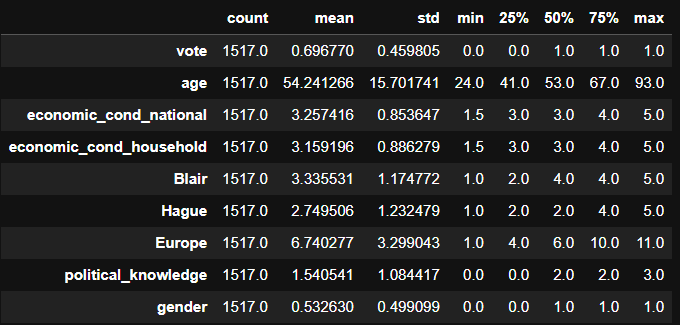 count mean std min 25% 50% 75% max
vote 1517.0 0.696770 0.459805 0.0 0.0 1.0 1.0 1.0
age 1517.0 54.241266 15.701741 24.0 41.0 53.0 67.0 93.0
economic_cond_national 1517.0 3.257416 0.853647 1.5 3.0 3.0 4.0 5.0
economic_cond_household 1517.0 3.159196 0.886279 1.5 3.0 3.0 4.0 5.0
Blair 1517.0 3.335531 1.174772 1.0 2.0 4.0 4.0 5.0
Hague 1517.0 2.749506 1.232479 1.0 2.0 2.0 4.0 5.0
Europe 1517.0 6.740277 3.299043 1.0 4.0 6.0 10.0 11.0
political_knowledge 1517.0 1.540541 1.084417 0.0 0.0 2.0 2.0 3.0
gender 1517.0 0.532630 0.499099 0.0 0.0 1.0 1.0 1.0